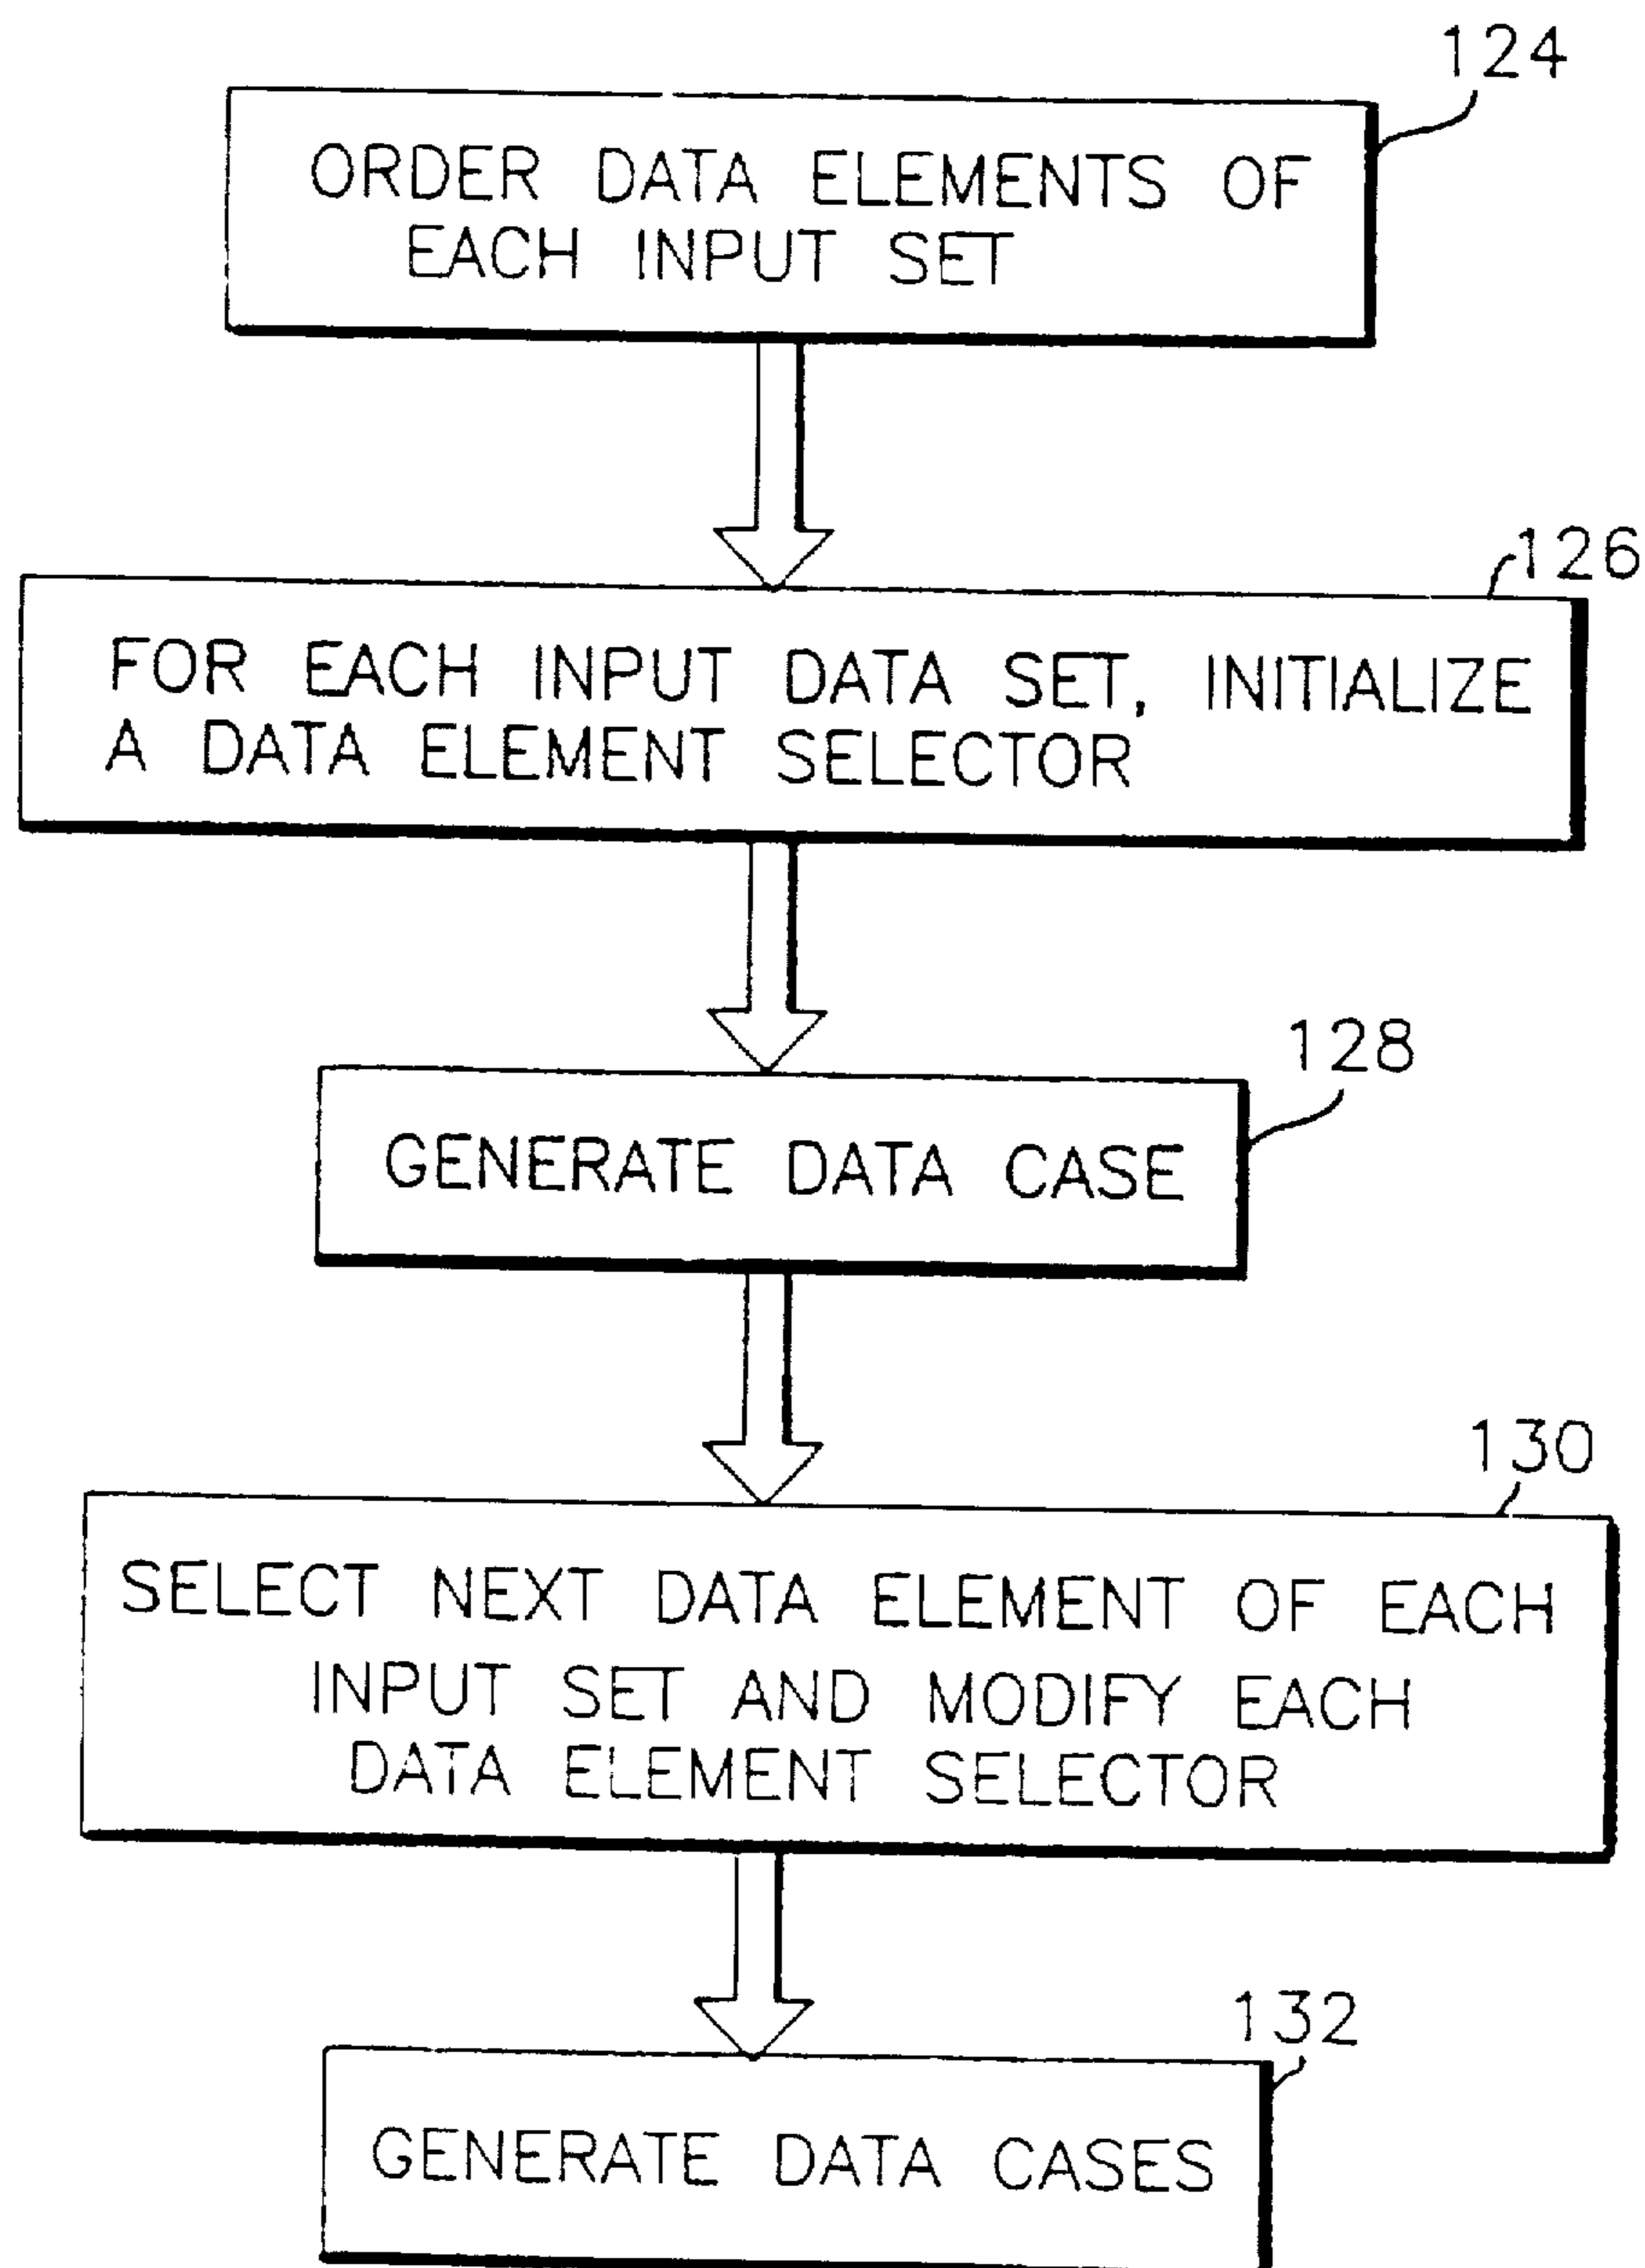 124
ORDER DATA ELEMENTS OF
EACH INPUT SET
126
FOR EACH INPUT DATA SET, INITIALIZE
A DATA ELEMENT SELECTOR
128
GENERATE DATA CASE
130
SELECT NEXT DATA ELEMENT OF EACH
INPUT SET AND MODIFY EACH
DATA ELEMENT SELECTOR
132
GENERATE DATA CASES